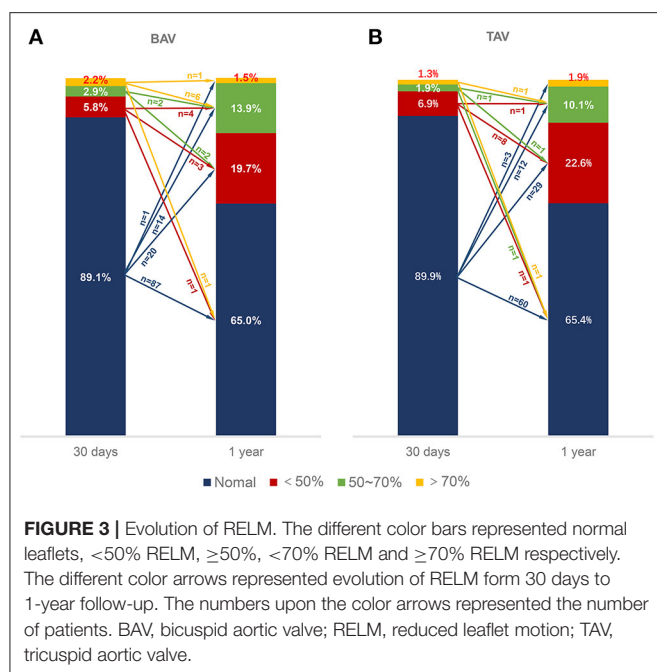 A
BAV
B
TAV
2.2%
2.9%
5.8%
89.1%
n=1
n=6
n=2
n=4
n=2
n=3
n=1
n=14
n=20
n=87
n=1
n=1
1.5%
13.9%
19.7%
65.0%
1.3%
1.9%
6.9%
89.9%
n=1
n=1
n=1
n=8
n=1
n=3
n=12
n=29
n=60
n=1
n=1
n=1
1.9%
10.1%
22.6%
65.4%
30 days
1 year
30 days
1 year
Nomal
< 50%
50~70%
> 70%
FIGURE 3 | Evolution of RELM. The different color bars represented normal
leaflets, <50% RELM, ≥50%, <70% RELM and ≥70% RELM respectively.
The different color arrows represented evolution of RELM form 30 days to
1-year follow-up. The numbers upon the color arrows represented the number
of patients. BAV, bicuspid aortic valve; RELM, reduced leaflet motion; TAV,
tricuspid aortic valve.